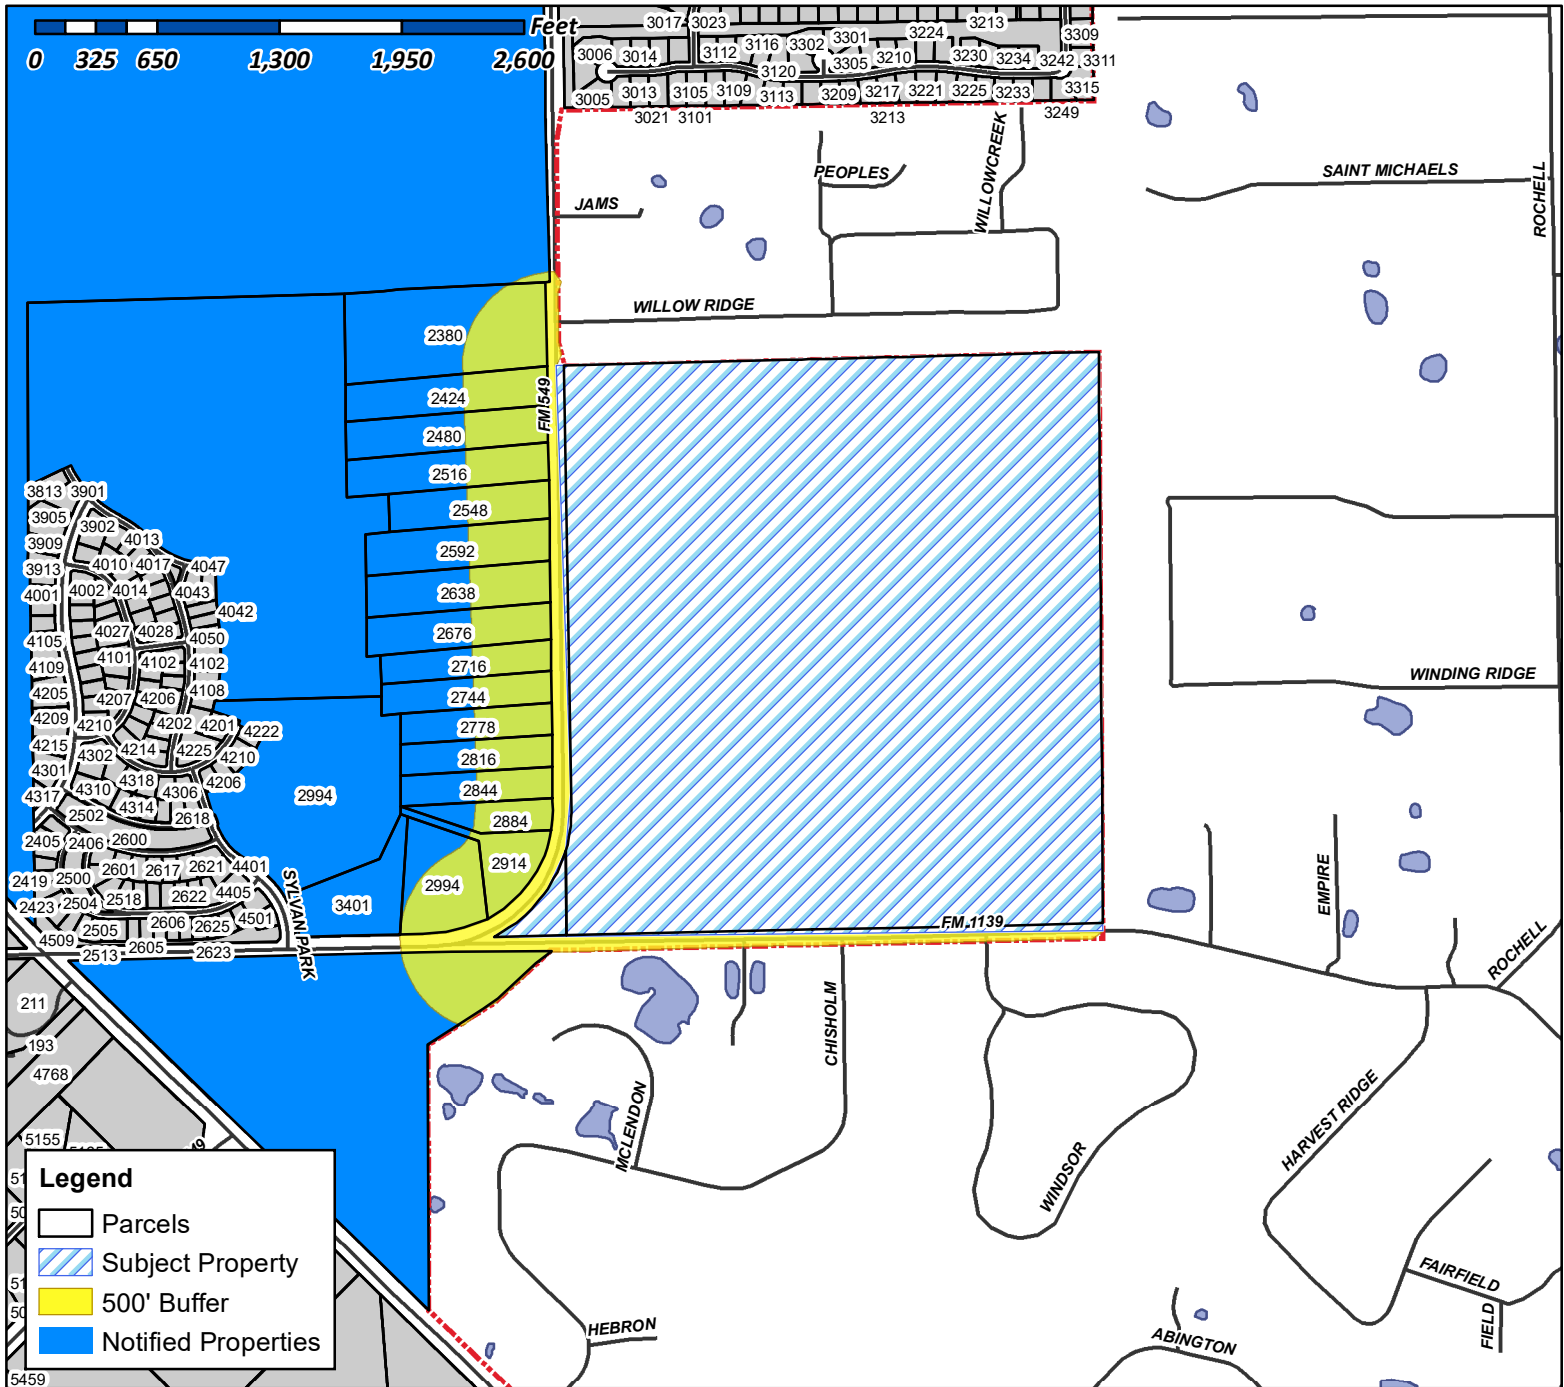 Feet
0 325 650 1,300 1,950 2,600
3017 3023 3213
3006 3014 3112 3116 3302 3301 3224 3309
3120 3305 3210 3230 3234 3242 3311
3005 3013 3105 3109 3113 3209 3217 3221 3225 3233 3315
3021 3101 3213 3249
WILLOWCREEK
PEOPLES
SAINT MICHAELS
ROCHELL
JAMS
WILLOW RIDGE
2380
FM 549
2424
2480
2516
2548
2592
2638
2676
2716
2744
2778
2816
2844
2884
2914
2994
2994
3401
3813 3901
3905 3902
3909 4013
3913 4010 4017 4047
4001 4002 4014 4043
4042
4027 4028 4050
4105 4101 4102 4102
4109
4205 4207 4206 4108
4209 4210 4202 4201 4222
4215 4302 4214 4225 4210
4301 4318 4206
4317 4310 4314 4306
2502 2618
2405 2406 2600
2419 2500 2601 2617 2621 4401
2423 2504 2518 2622 4405
2505 2606 2625 4501
4509 2513 2605 2623
SYLVAN PARK
FM 1139
WINDING RIDGE
EMPIRE
ROCHELL
211
193
4768
5155
CHISHOLM
MCLENDON
WINDSOR
HARVEST RIDGE
FAIRFIELD
FIELD
HEBRON
ABINGTON
Legend
Parcels
Subject Property
500' Buffer
Notified Properties
5459